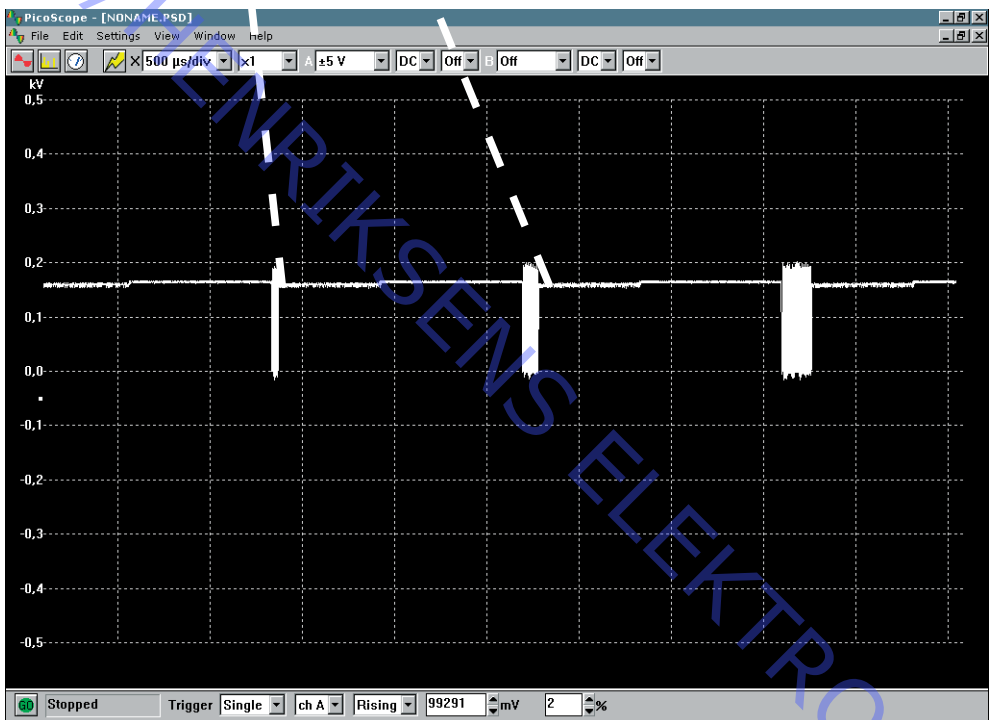 PicoScope - [NONAME.PSD]
File Edit Settings View Window Help
X 500 µs/div x1 A ±5 V DC Off B Off DC Off
kV
0,5
0,4
0,3
0,2
0,1
0,0
-0,1
-0,2
-0,3
-0,4
-0,5
HENRIKSENS ELEKTRO
GO Stopped Trigger Single ch A Rising 99291 mV 2 %